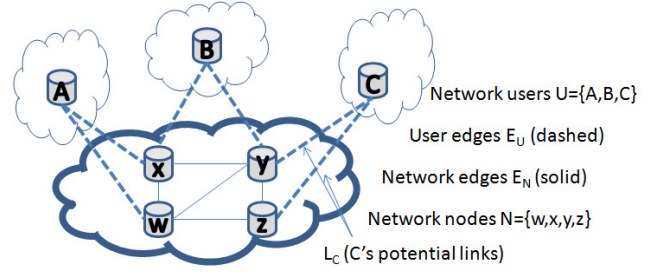 B
A
C
Network users U={A,B,C}
User edges E_U (dashed)
x
y
Network edges E_N (solid)
w
z
Network nodes N={w,x,y,z}
L_C (C's potential links)